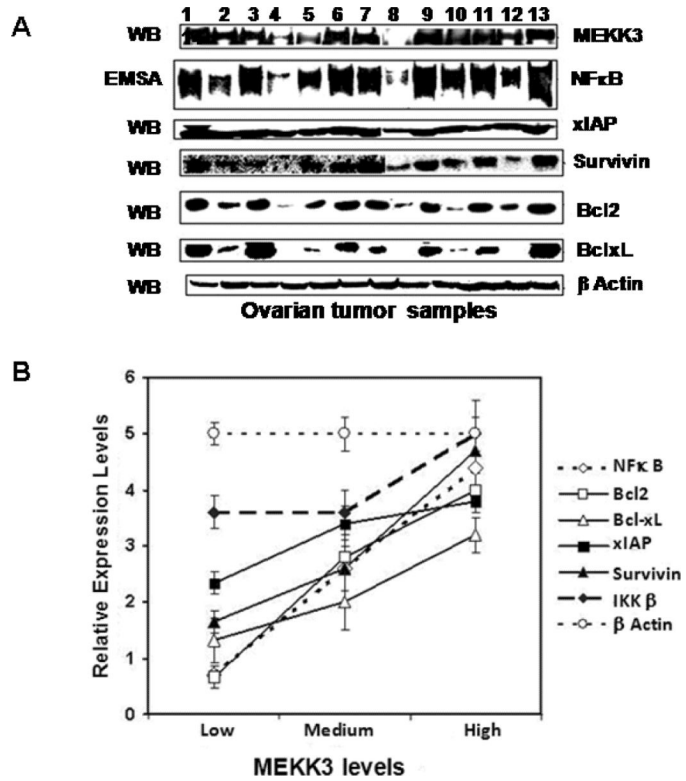 A
1 2 3 4 5 6 7 8 9 10 11 12 13
WB MEKK3
EMSA NFκB
WB xIAP
WB Survivin
WB Bcl2
WB BclxL
WB β Actin
Ovarian tumor samples
B
Relative Expression Levels
6
5
4
3
2
1
0
Low Medium High
MEKK3 levels
NFκ B
Bcl2
Bcl-xL
xIAP
Survivin
IKK β
β Actin